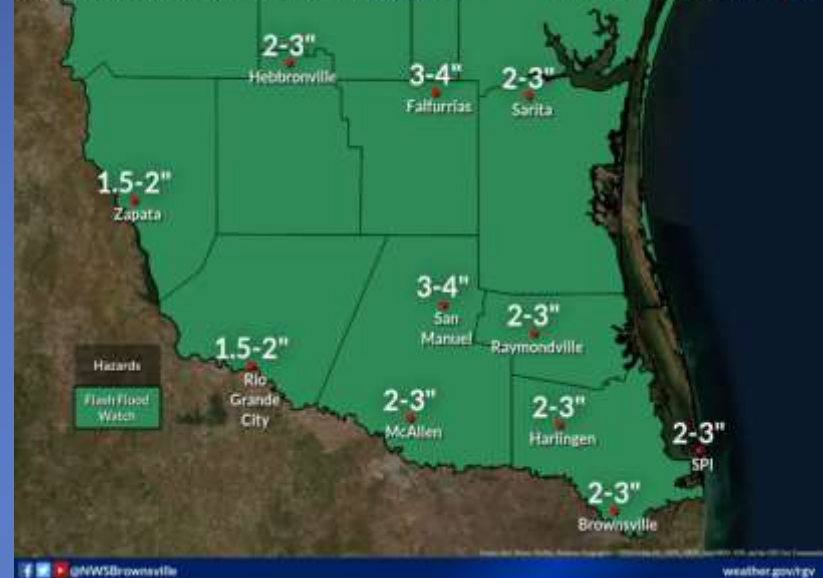 2-3"
Hebbronville
3-4"
Falfurrias
2-3"
Sarita
1.5-2"
Zapata
3-4"
San
Manuel
2-3"
Raymondville
1.5-2"
Rio
Grande
City
Hazards
Flash Flood
Watch
2-3"
McAllen
2-3"
Harlingen
2-3"
SPI
2-3"
Brownsville
@NWSBrownsville
weather.gov/rgv